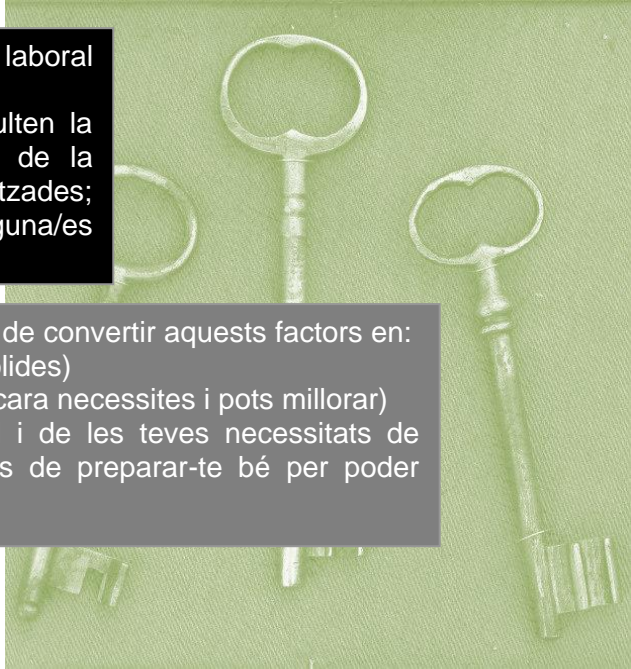 laboral
ulten la
de la
tzades;
guna/es
de convertir aquests factors en:
lides)
cara necessites i pots millorar)
i de les teves necessitats de
s de preparar-te bé per poder